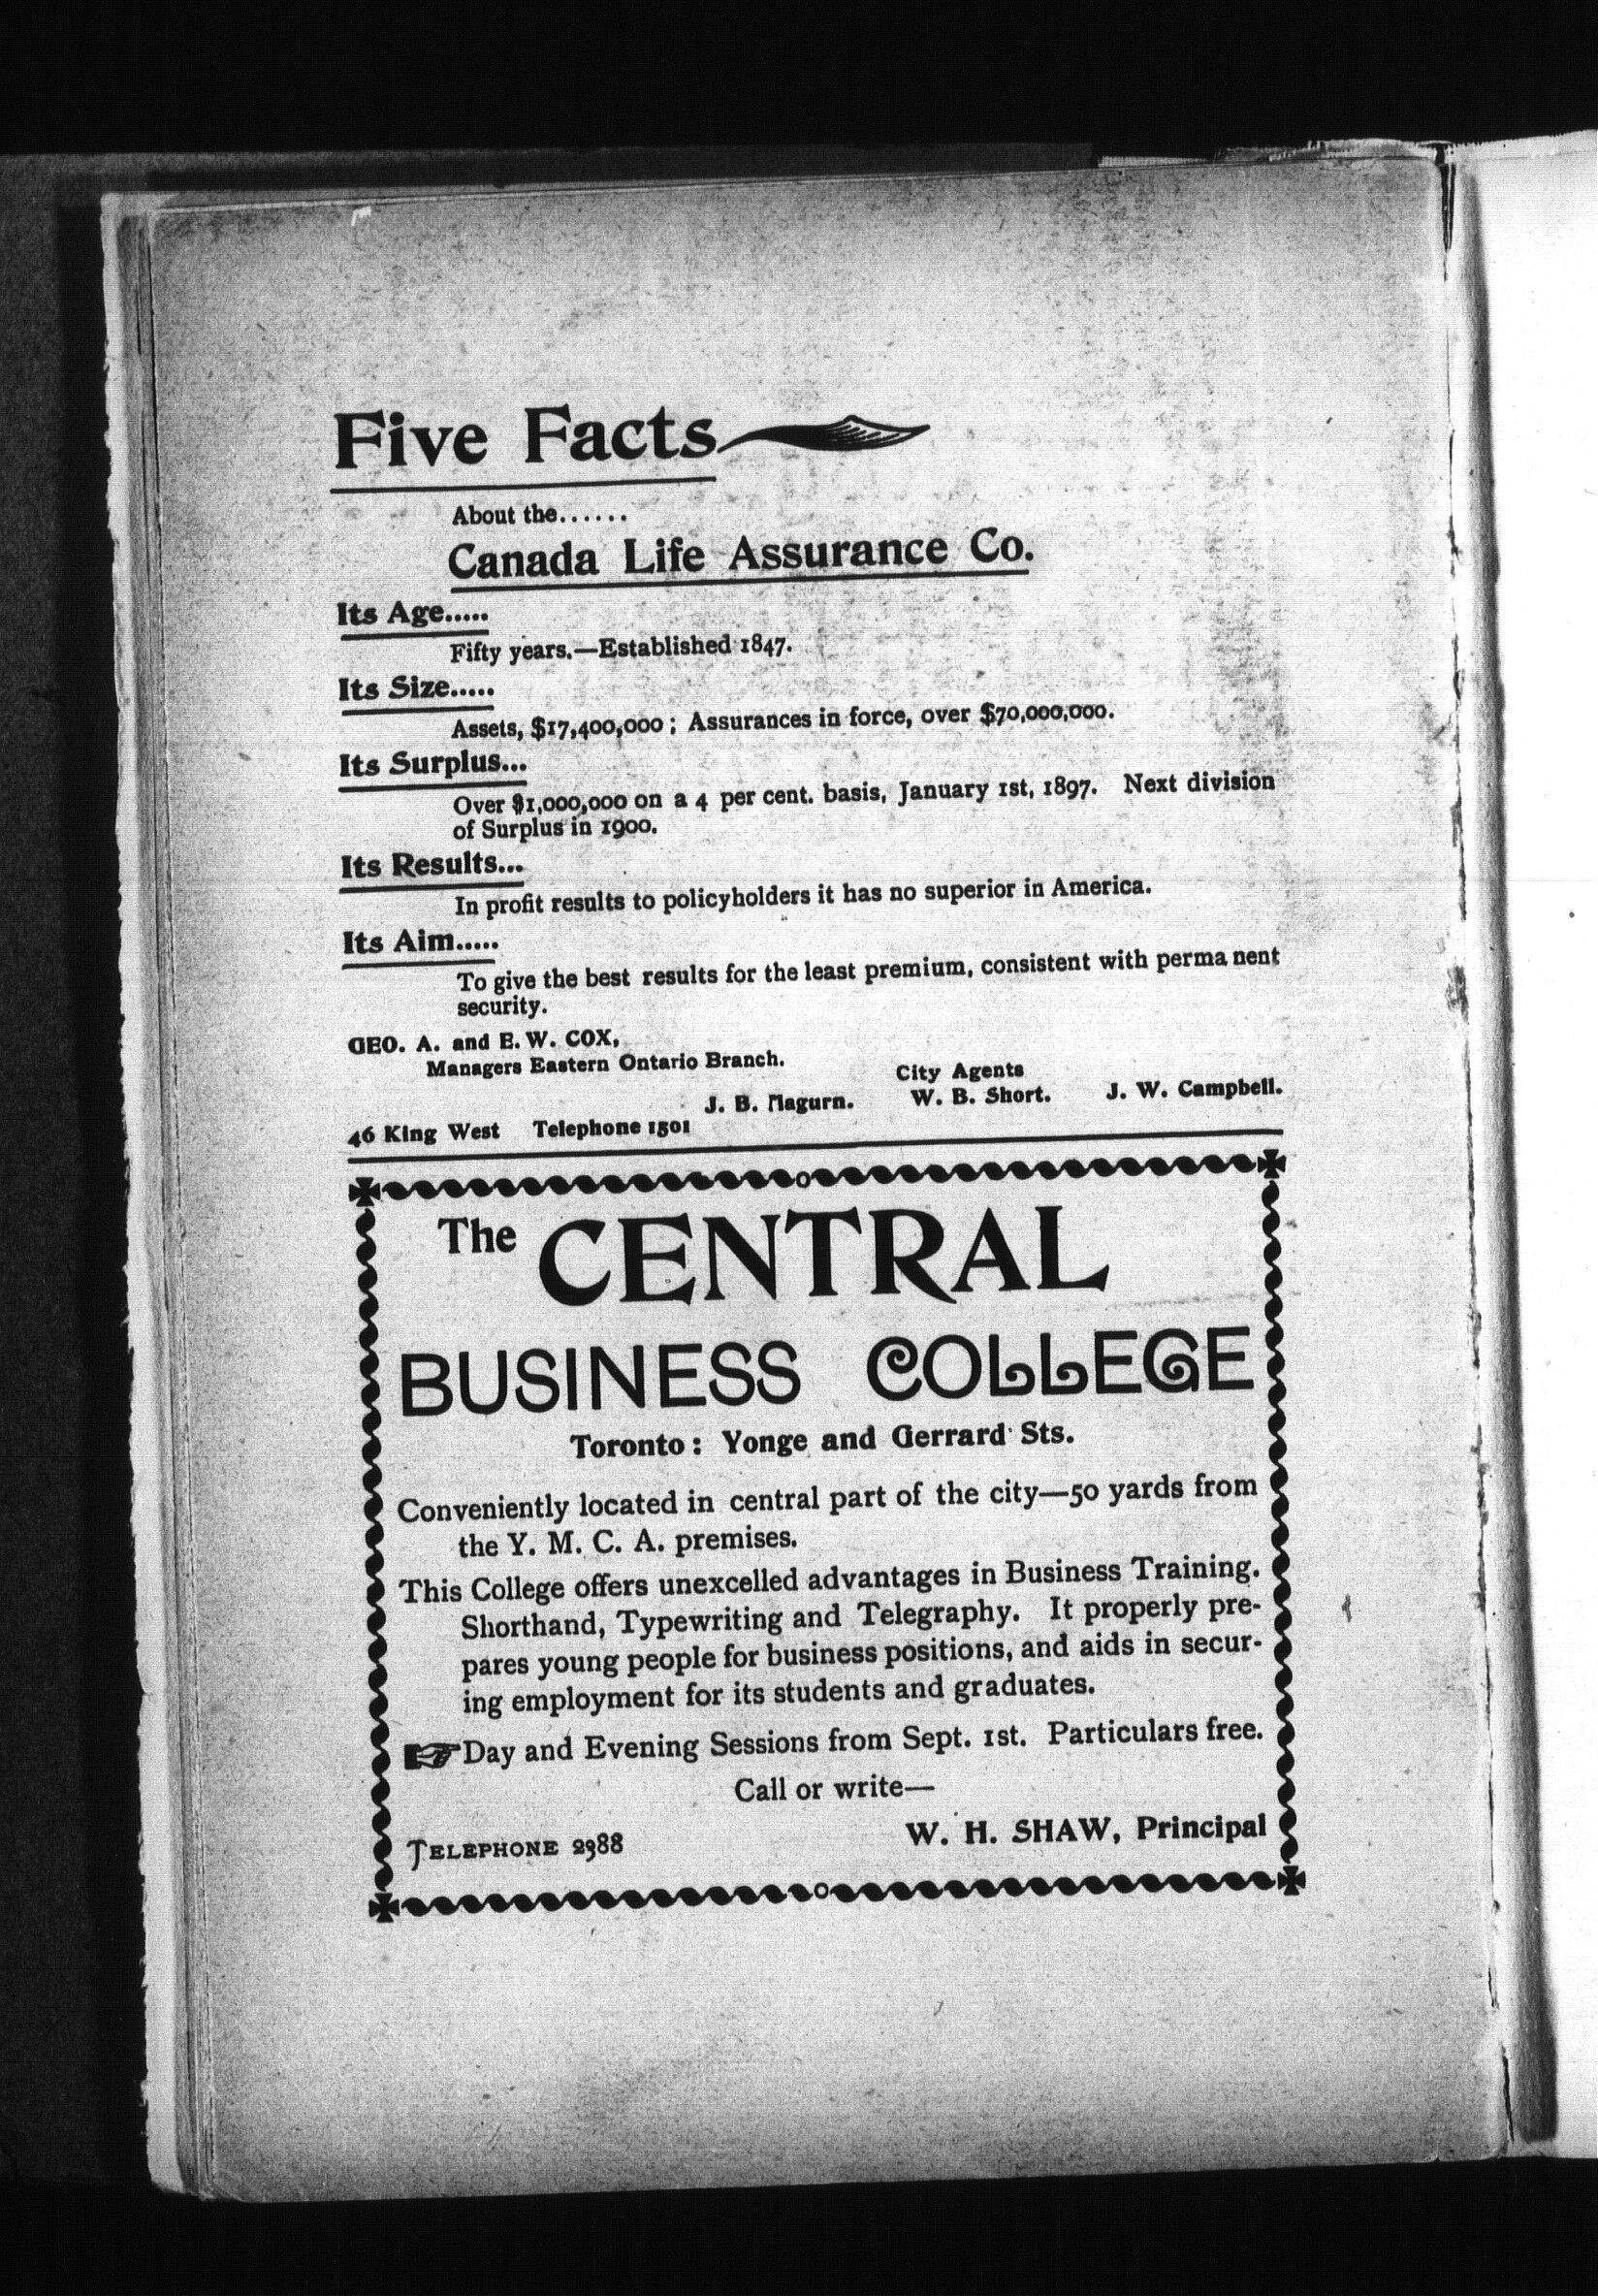 Five Facts
About the......
Canada Life Assurance Co.
Its Age.....
Fifty years.—Established 1847.
Its Size.....
Assets, $17,400,000 ; Assurances in force, over $70,000,000.
Its Surplus...
Over $1,000,000 on a 4 per cent. basis, January 1st, 1897. Next division
of Surplus in 1900.
Its Results...
In profit results to policyholders it has no superior in America.
Its Aim.....
To give the best results for the least premium, consistent with perma nent
security.
GEO. A. and E. W. COX,
Managers Eastern Ontario Branch.
City Agents
J. B. Magurn. W. B. Short. J. W. Campbell.
46 King West Telephone 1501
The CENTRAL
BUSINESS COLLEGE
Toronto : Yonge and Gerrard Sts.
Conveniently located in central part of the city—50 yards from
the Y. M. C. A. premises.
This College offers unexcelled advantages in Business Training.
Shorthand, Typewriting and Telegraphy. It properly pre-
pares young people for business positions, and aids in secur-
ing employment for its students and graduates.
☞Day and Evening Sessions from Sept. 1st. Particulars free.
Call or write—
W. H. SHAW, Principal
TELEPHONE 2388